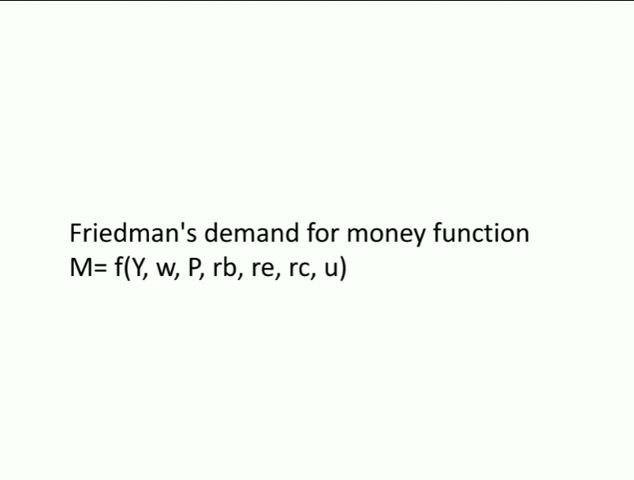 Friedman's demand for money function
M= f(Y, w, P, rb, re, rc, u)